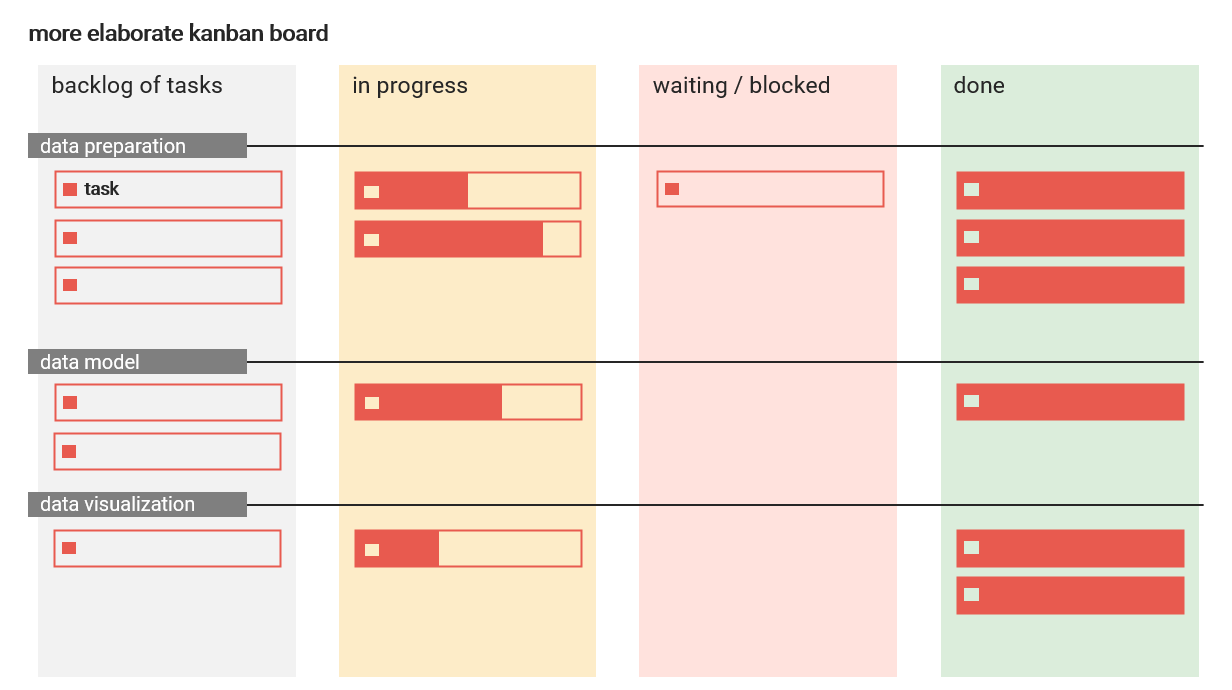 more elaborate kanban board
backlog of tasks
in progress
waiting / blocked
done
data preparation
task
data model
data visualization